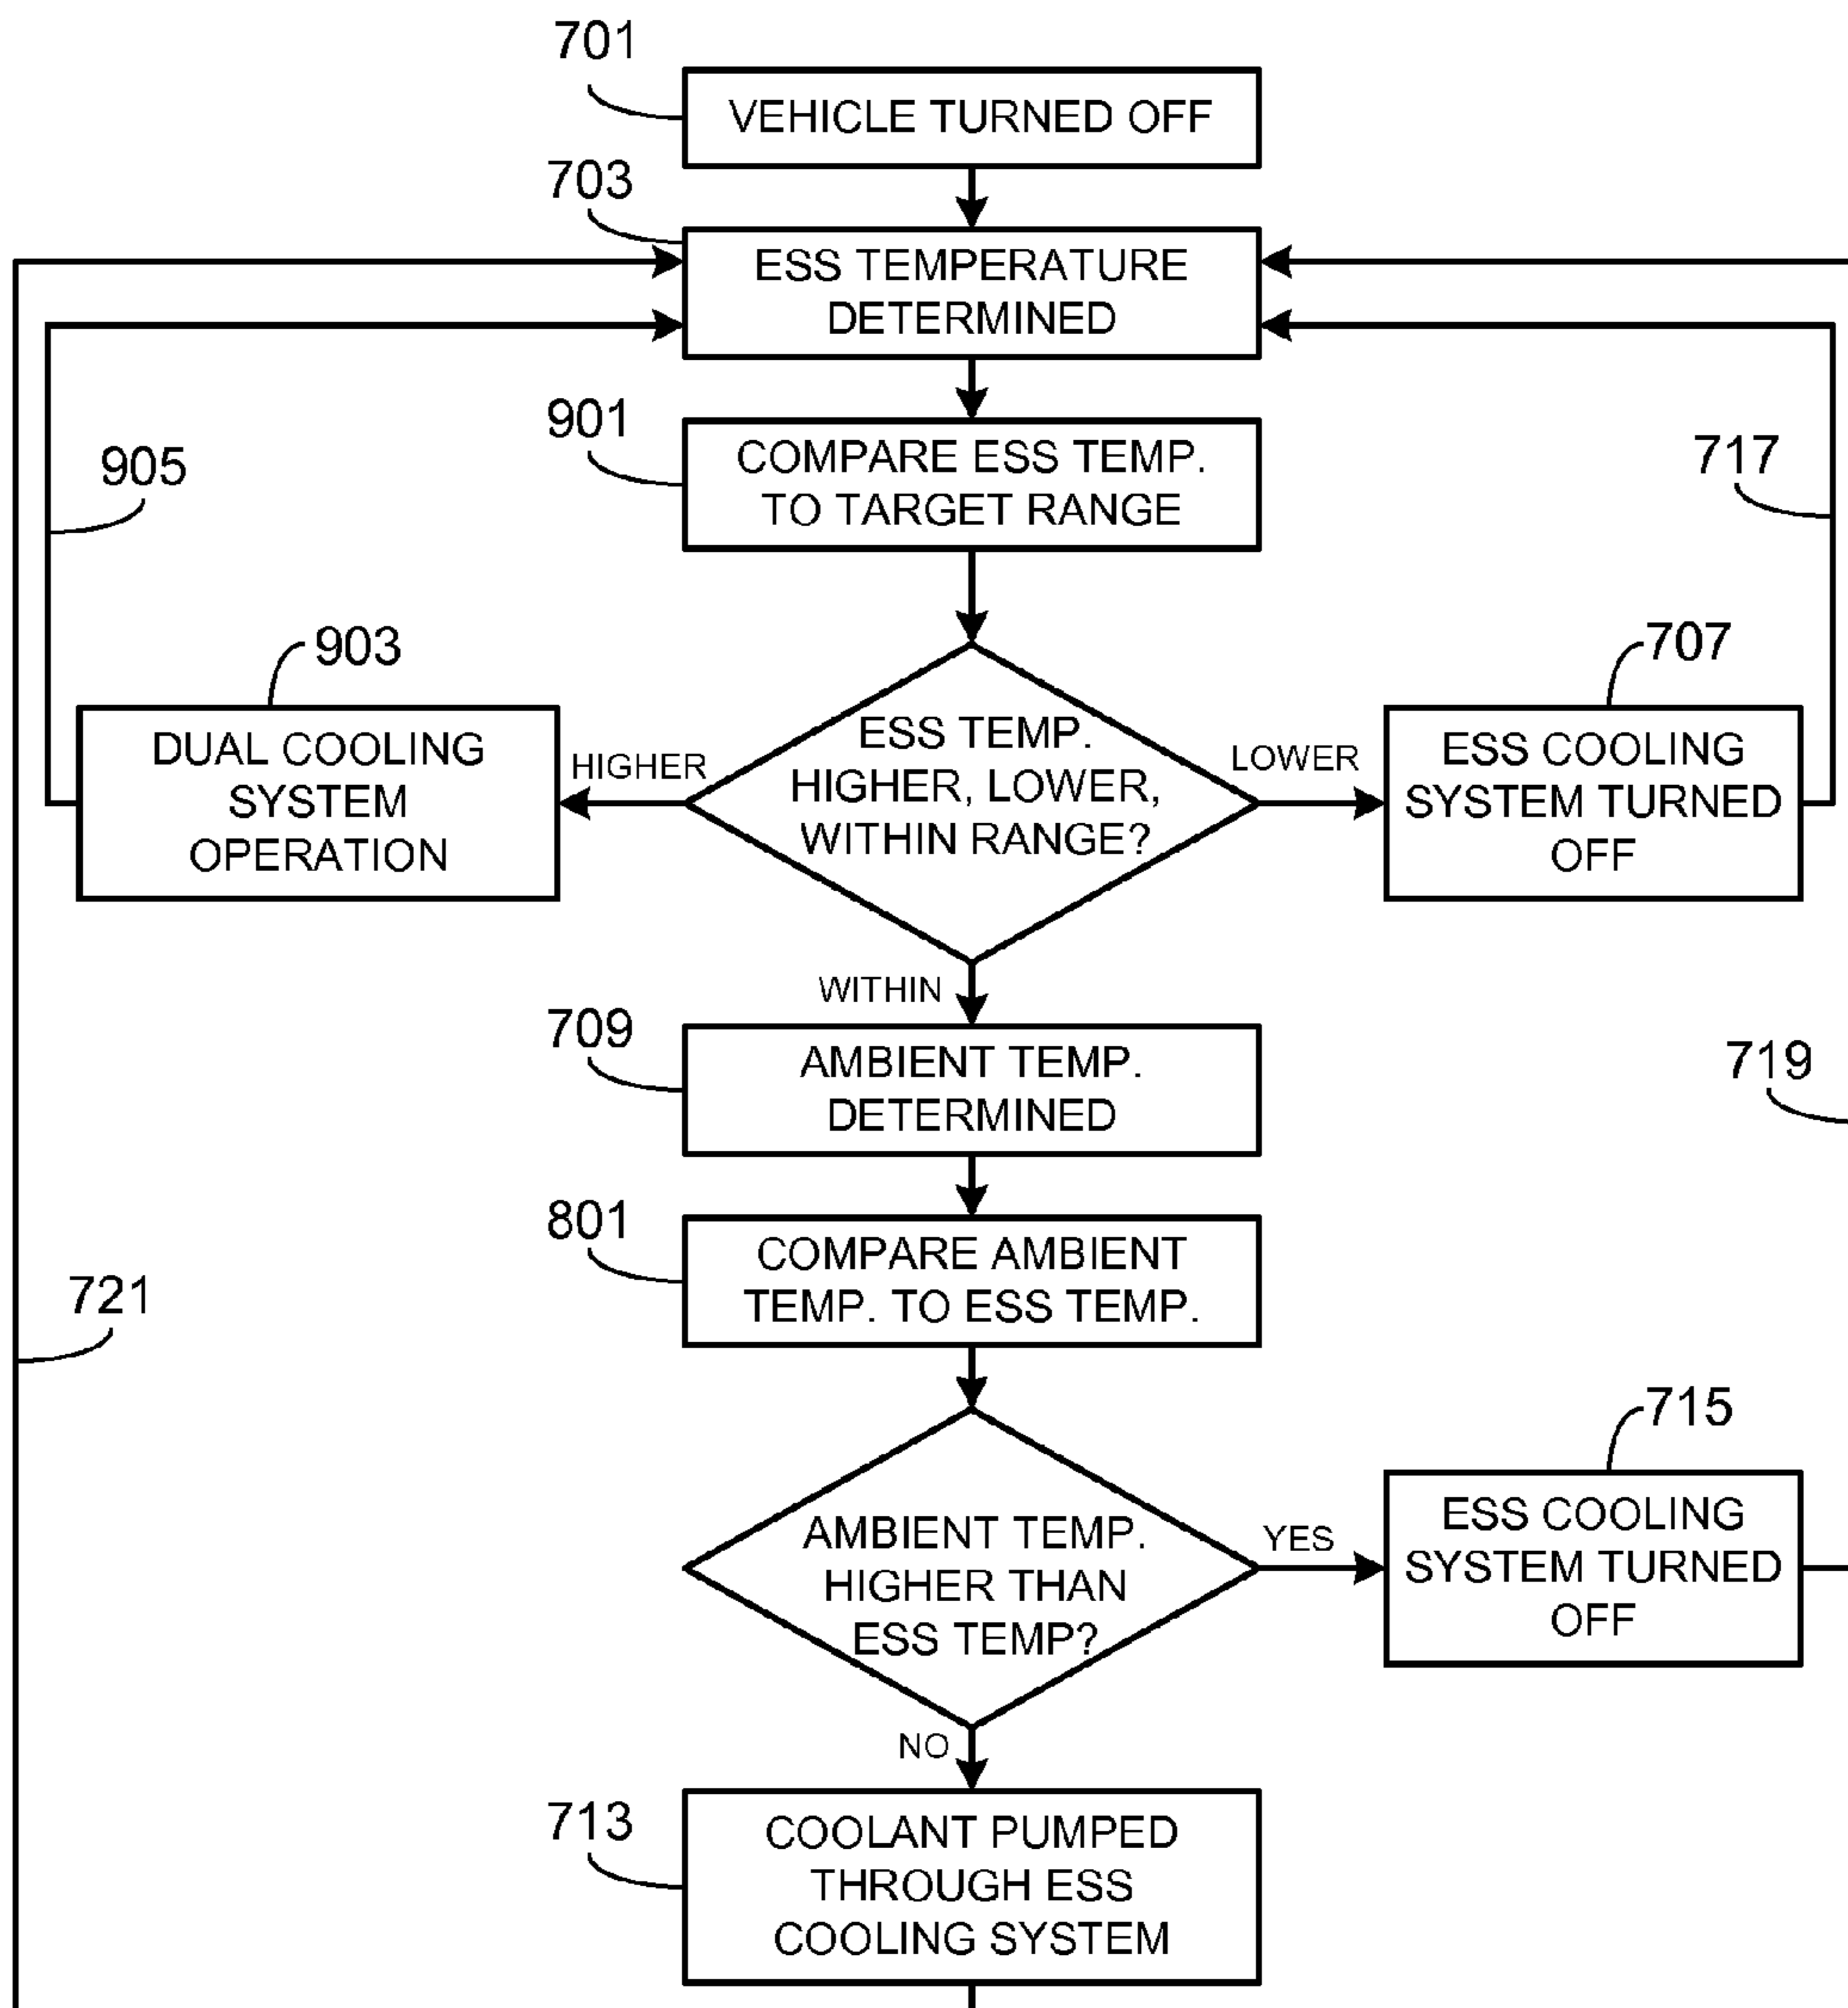 701
VEHICLE TURNED OFF
703
ESS TEMPERATURE
DETERMINED
901
COMPARE ESS TEMP.
TO TARGET RANGE
905
717
903
707
DUAL COOLING
SYSTEM
OPERATION
HIGHER
ESS TEMP.
HIGHER, LOWER,
WITHIN RANGE?
LOWER
ESS COOLING
SYSTEM TURNED
OFF
WITHIN
709
AMBIENT TEMP.
DETERMINED
719
801
COMPARE AMBIENT
TEMP. TO ESS TEMP.
721
715
AMBIENT TEMP.
HIGHER THAN
ESS TEMP?
YES
ESS COOLING
SYSTEM TURNED
OFF
NO
713
COOLANT PUMPED
THROUGH ESS
COOLING SYSTEM